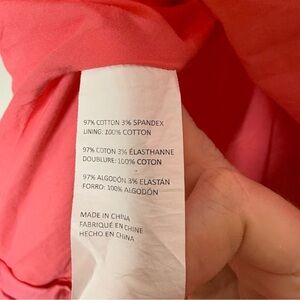 97% COTTON 3% SPANDEX
LINING: 100% COTTON
97% COTON 3% ÉLASTHANNE
DOUBLURE: 100% COTON
97% ALGODÓN 3% ELASTÁN
FORRO: 100% ALGODÓN
MADE IN CHINA
FABRIQUÉ EN CHINE
HECHO EN CHINA